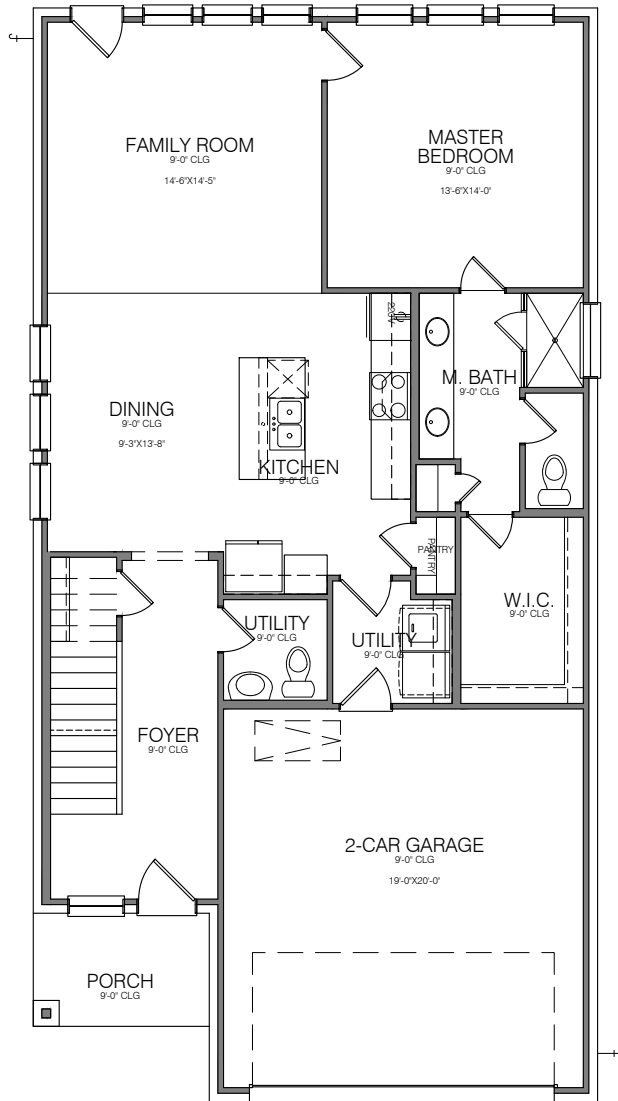 FAMILY ROOM
9'-0" CLG
14'-6"X14'-5"
MASTER
BEDROOM
9'-0" CLG
13'-6"X14'-0"
220V
M. BATH
9'-0" CLG
DINING
9'-0" CLG
9'-3"X13'-8"
KITCHEN
9'-0" CLG
PANTRY
PANTRY
W.I.C.
9'-0" CLG
UTILITY
9'-0" CLG
UTILITY
9'-0" CLG
FOYER
9'-0" CLG
2-CAR GARAGE
9'-0" CLG
19'-0"X20'-0"
PORCH
9'-0" CLG